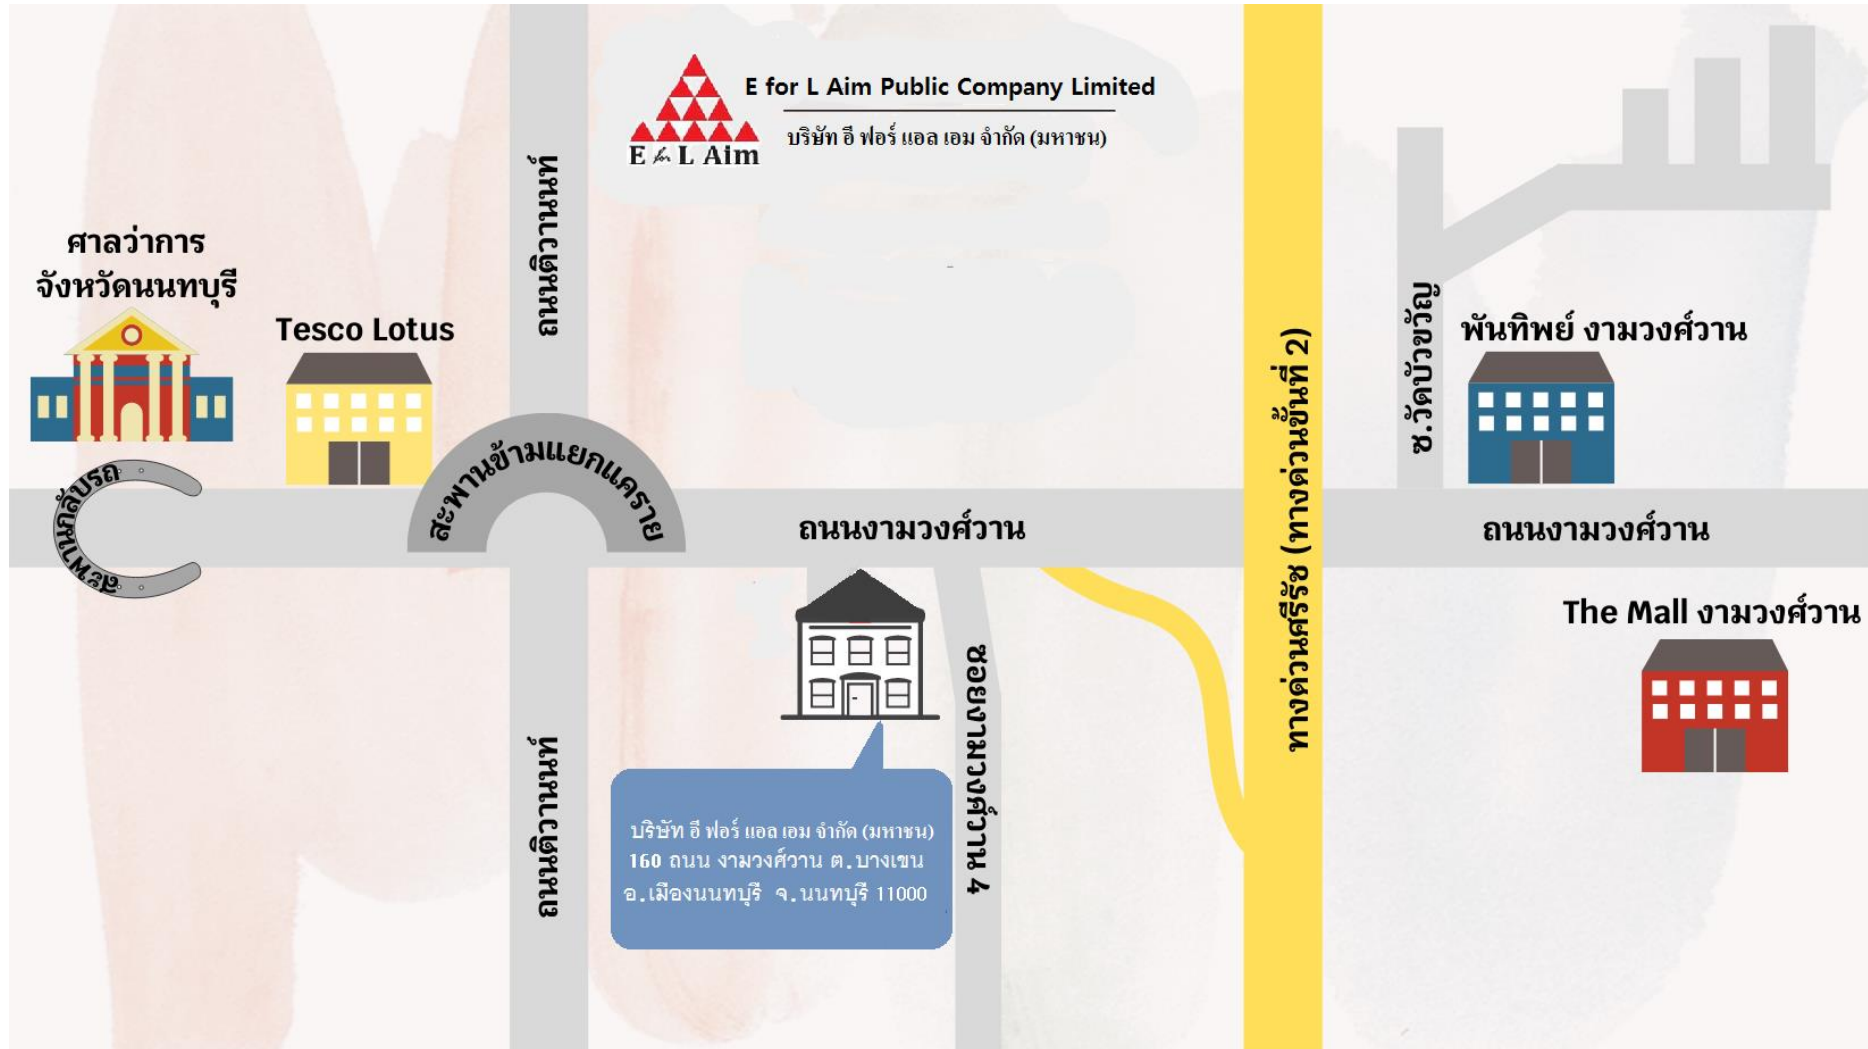 E for L Aim Public Company Limited
บริษัท อี ฟอร์ แอล เอม จำกัด (มหาชน)
E for L Aim
ถนนติวานนท์
ศาลว่าการ
จังหวัดนนทบุรี
Tesco Lotus
สะพานกลับรถ
สะพานข้ามแยกแคราย
ถนนงามวงศ์วาน
ทางด่วนศรีรัช (ทางด่วนขั้นที่ 2)
ซ.วัดบัวขวัญ
พันทิพย์ งามวงศ์วาน
ถนนงามวงศ์วาน
The Mall งามวงศ์วาน
ซอยงามวงศ์วาน 4
ถนนติวานนท์
บริษัท อี ฟอร์ แอล เอม จำกัด (มหาชน)
160 ถนน งามวงศ์วาน ต.บางเขน
อ.เมืองนนทบุรี จ.นนทบุรี 11000